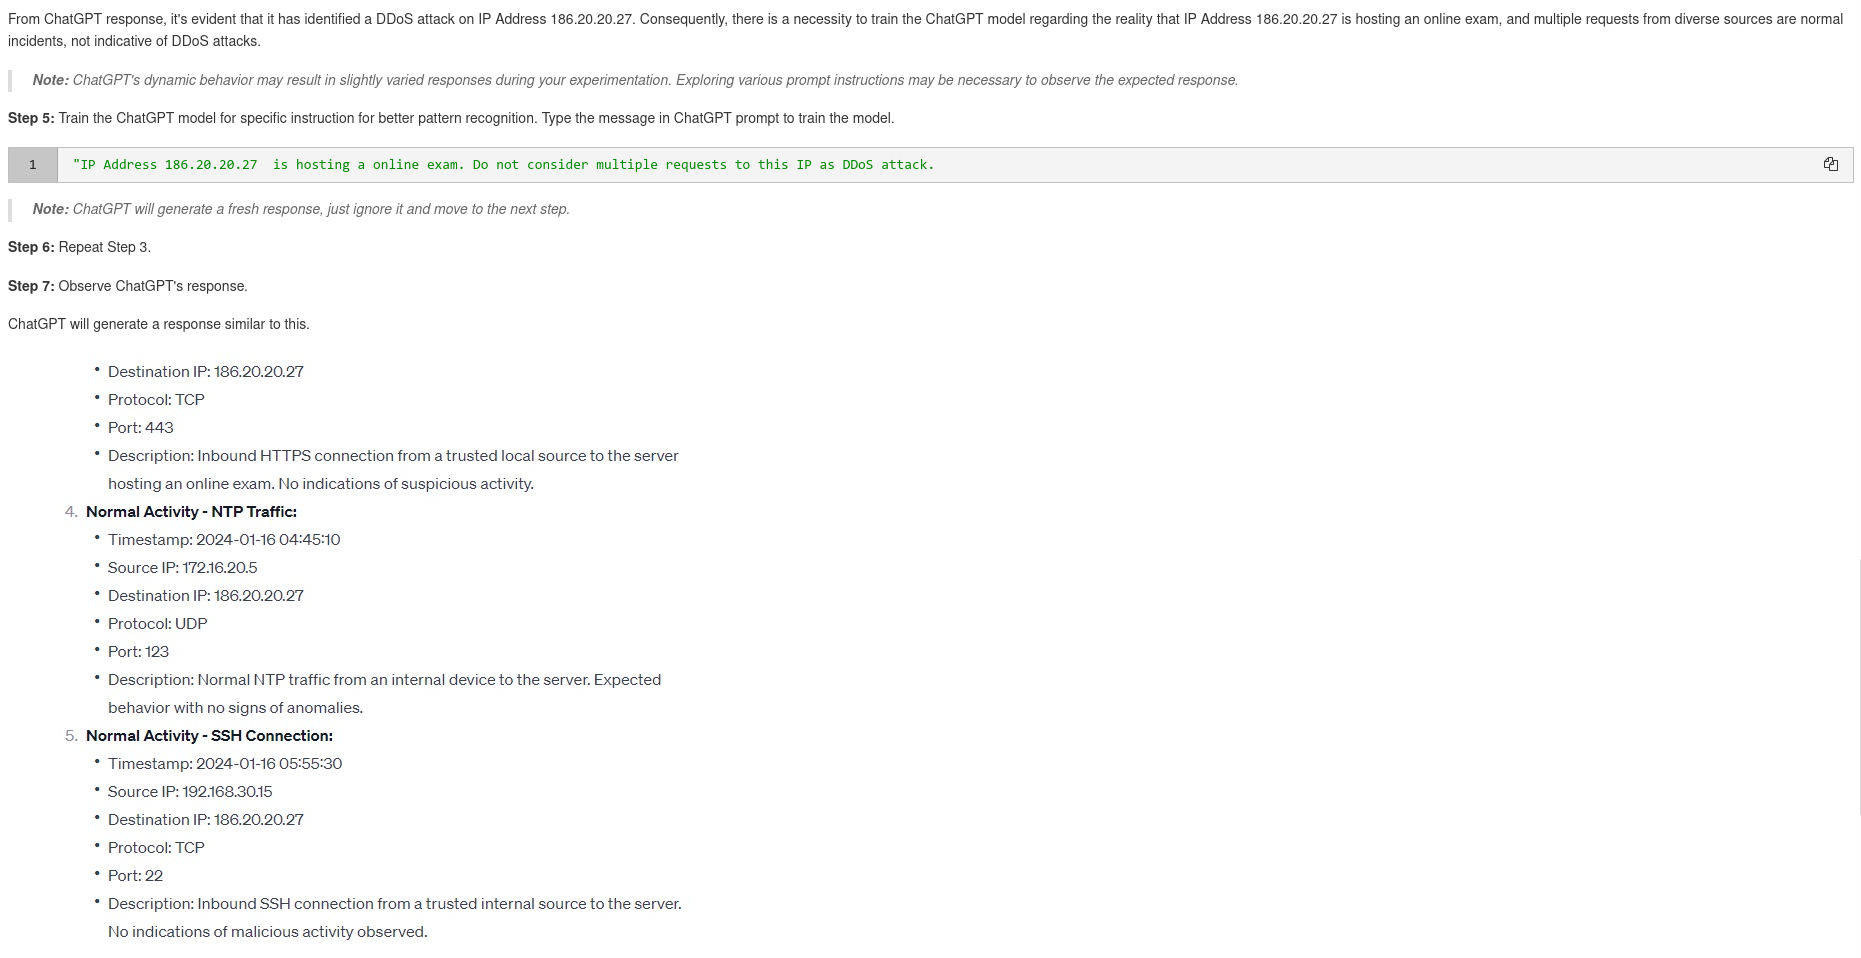 From ChatGPT response, it's evident that it has identified a DDoS attack on IP Address 186.20.20.27. Consequently, there is a necessity to train the ChatGPT model regarding the reality that IP Address 186.20.20.27 is hosting an online exam, and multiple requests from diverse sources are normal
incidents, not indicative of DDoS attacks.
Note: ChatGPT's dynamic behavior may result in slightly varied responses during your experimentation. Exploring various prompt instructions may be necessary to observe the expected response.
Step 5: Train the ChatGPT model for specific instruction for better pattern recognition. Type the message in ChatGPT prompt to train the model.
1 "IP Address 186.20.20.27  is hosting a online exam. Do not consider multiple requests to this IP as DDoS attack.
Note: ChatGPT will generate a fresh response, just ignore it and move to the next step.
Step 6: Repeat Step 3.
Step 7: Observe ChatGPT's response.
ChatGPT will generate a response similar to this.
• Destination IP: 186.20.20.27
• Protocol: TCP
• Port: 443
• Description: Inbound HTTPS connection from a trusted local source to the server
hosting an online exam. No indications of suspicious activity.
4. Normal Activity - NTP Traffic:
• Timestamp: 2024-01-16 04:45:10
• Source IP: 172.16.20.5
• Destination IP: 186.20.20.27
• Protocol: UDP
• Port: 123
• Description: Normal NTP traffic from an internal device to the server. Expected
behavior with no signs of anomalies.
5. Normal Activity - SSH Connection:
• Timestamp: 2024-01-16 05:55:30
• Source IP: 192.168.30.15
• Destination IP: 186.20.20.27
• Protocol: TCP
• Port: 22
• Description: Inbound SSH connection from a trusted internal source to the server.
No indications of malicious activity observed.